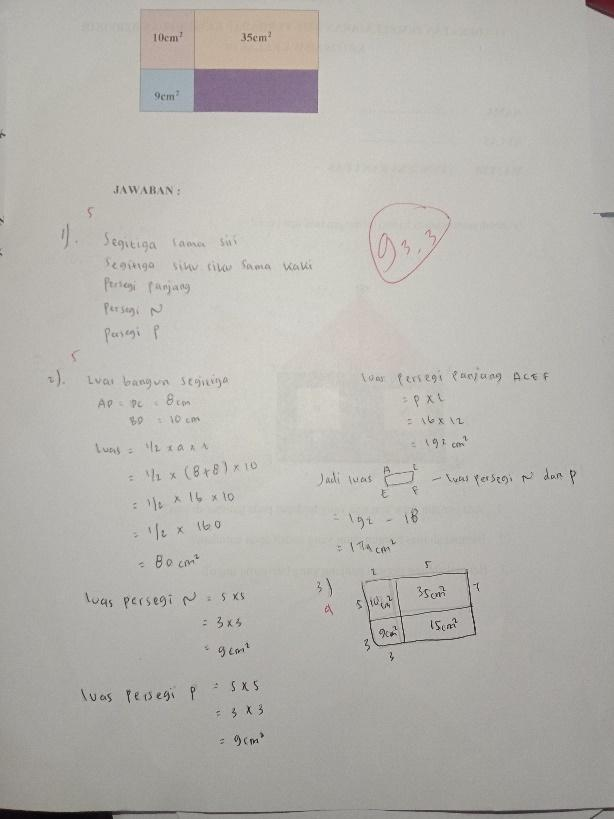 10cm² 35cm²
9cm²
JAWABAN :
5
93.3
1). Segitiga sama sisi
Segitiga siku siku sama kaki
Persegi panjang
Persegi N
Persegi P
5
2). Luas bangun segitiga
AD = DC = 8 cm
BD = 10 cm
Luas = 1/2 x a x t
= 1/2 x (8+8) x 10
= 1/2 x 16 x 10
= 1/2 x 160
= 80 cm²
Luas persegi N = s x s
= 3 x 3
= 9 cm²
Luas persegi P = s x s
= 3 x 3
= 9 cm²
Luas persegi panjang ACEF
= P x L
= 16 x 12
= 192 cm²
Jadi luas A C E F - luas persegi N dan P
= 192 - 18
= 174 cm²
3)
4
2 5
5 10cm² 35cm² 7
3 9cm² 15cm²
3